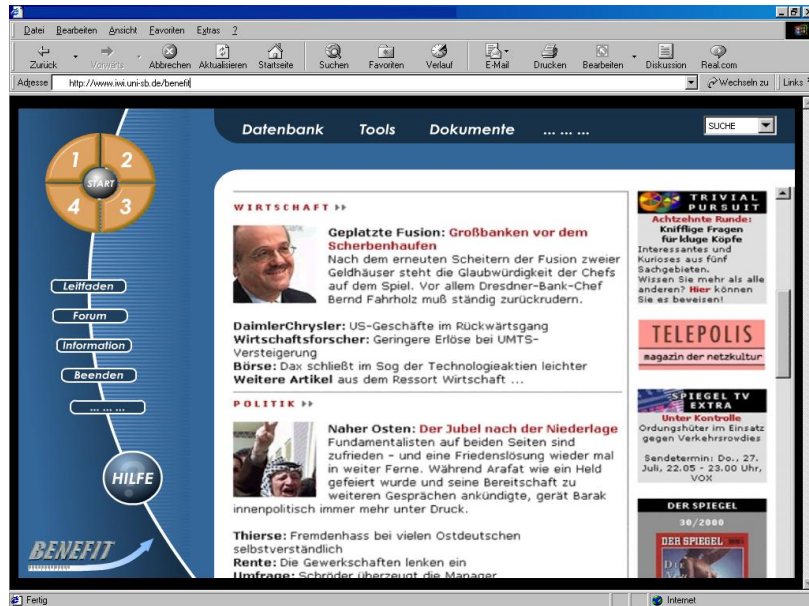 Datei Bearbeiten Ansicht Favoriten Extras ?
Zurück Vorwärts Abbrechen Aktualisieren Startseite Suchen Favoriten Verlauf E-Mail Drucken Bearbeiten Diskussion Real.com
Adresse http://www.iwi.uni-sb.de/benefit Wechseln zu Links
Datenbank Tools Dokumente ... ... ...
SUCHE
1 2
START
4 3
Leitfaden
Forum
Information
Beenden
... ... ...
HILFE
BENEFIT
WIRTSCHAFT
Geplatzte Fusion: Großbanken vor dem
Scherbenhaufen
Nach dem erneuten Scheitern der Fusion zweier
Geldhäuser steht die Glaubwürdigkeit der Chefs
auf dem Spiel. Vor allem Dresdner-Bank-Chef
Bernd Fahrholz muß ständig zurückrudern.
DaimlerChrysler: US-Geschäfte im Rückwärtsgang
Wirtschaftsforscher: Geringere Erlöse bei UMTS-
Versteigerung
Börse: Dax schließt im Sog der Technologieaktien leichter
Weitere Artikel aus dem Ressort Wirtschaft ...
POLITIK
Naher Osten: Der Jubel nach der Niederlage
Fundamentalisten auf beiden Seiten sind
zufrieden - und eine Friedenslösung wieder mal
in weiter Ferne. Während Arafat wie ein Held
gefeiert wurde und seine Bereitschaft zu
weiteren Gesprächen ankündigte, gerät Barak
innenpolitisch immer mehr unter Druck.
Thierse: Fremdenhass bei vielen Ostdeutschen
selbstverständlich
Rente: Die Gewerkschaften lenken ein
Umfrage: Schröder überzeugt die Manager
TRIVIAL
PURSUIT
Achtzehnte Runde:
Knifflige Fragen
für kluge Köpfe
Interessantes und
Kurioses aus fünf
Sachgebieten.
Wissen Sie mehr als alle
anderen? Hier können
Sie es beweisen!
TELEPOLIS
magazin der netzkultur
SPIEGEL TV
EXTRA
Unter Kontrolle
Ordungshüter im Einsatz
gegen Verkehrsrowdies
Sendetermin: Do., 27.
Juli, 22.05 - 23.00 Uhr,
VOX
DER SPIEGEL
30/2000
DER SPIEGEL
Fertig Internet